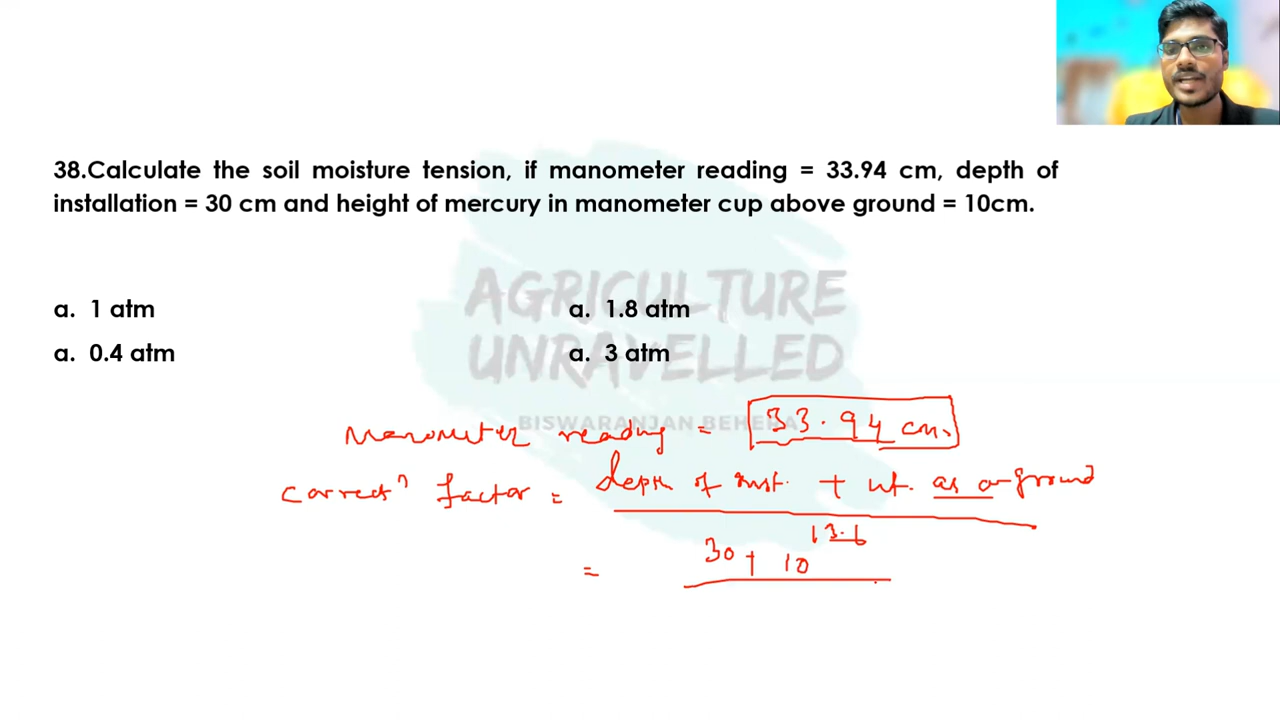 38.Calculate the soil moisture tension, if manometer reading = 33.94 cm, depth of
installation = 30 cm and height of mercury in manometer cup above ground = 10cm.
a. 1 atm
a. 1.8 atm
a. 0.4 atm
a. 3 atm
AGRICULTURE
UNRAVELLED
BISWARANJAN BEHERA
Manometer reading = 33.94 cm.
Correctn factor = depth of inst. + ht. ground
13.6
= 30 + 10